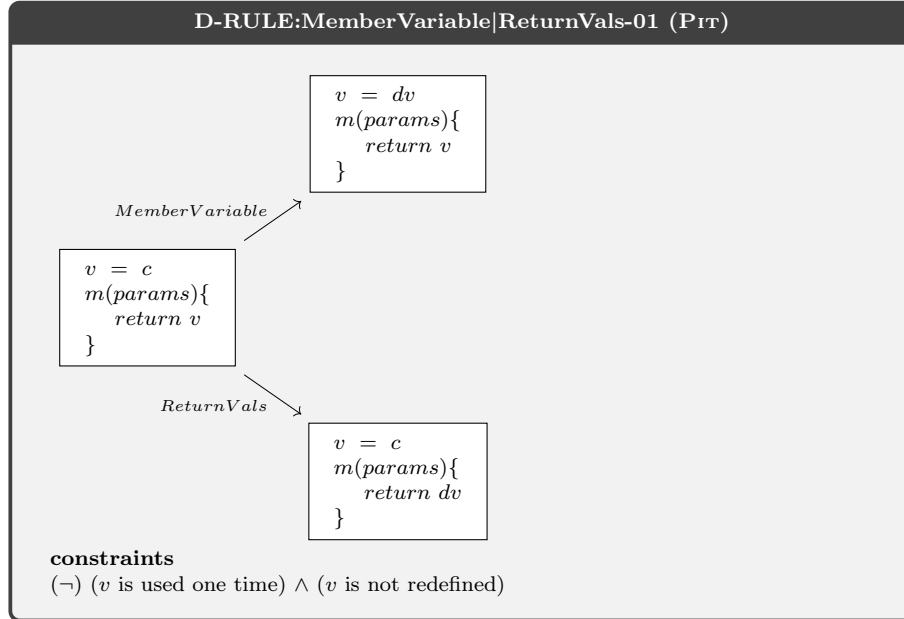 D-RULE:MemberVariable|ReturnVals-01 (PIT)
v = dv
m(params){
return v
}
MemberVariable
v = c
m(params){
return v
}
ReturnVals
v = c
m(params){
return dv
}
constraints
(¬) (v is used one time) ∧ (v is not redefined)